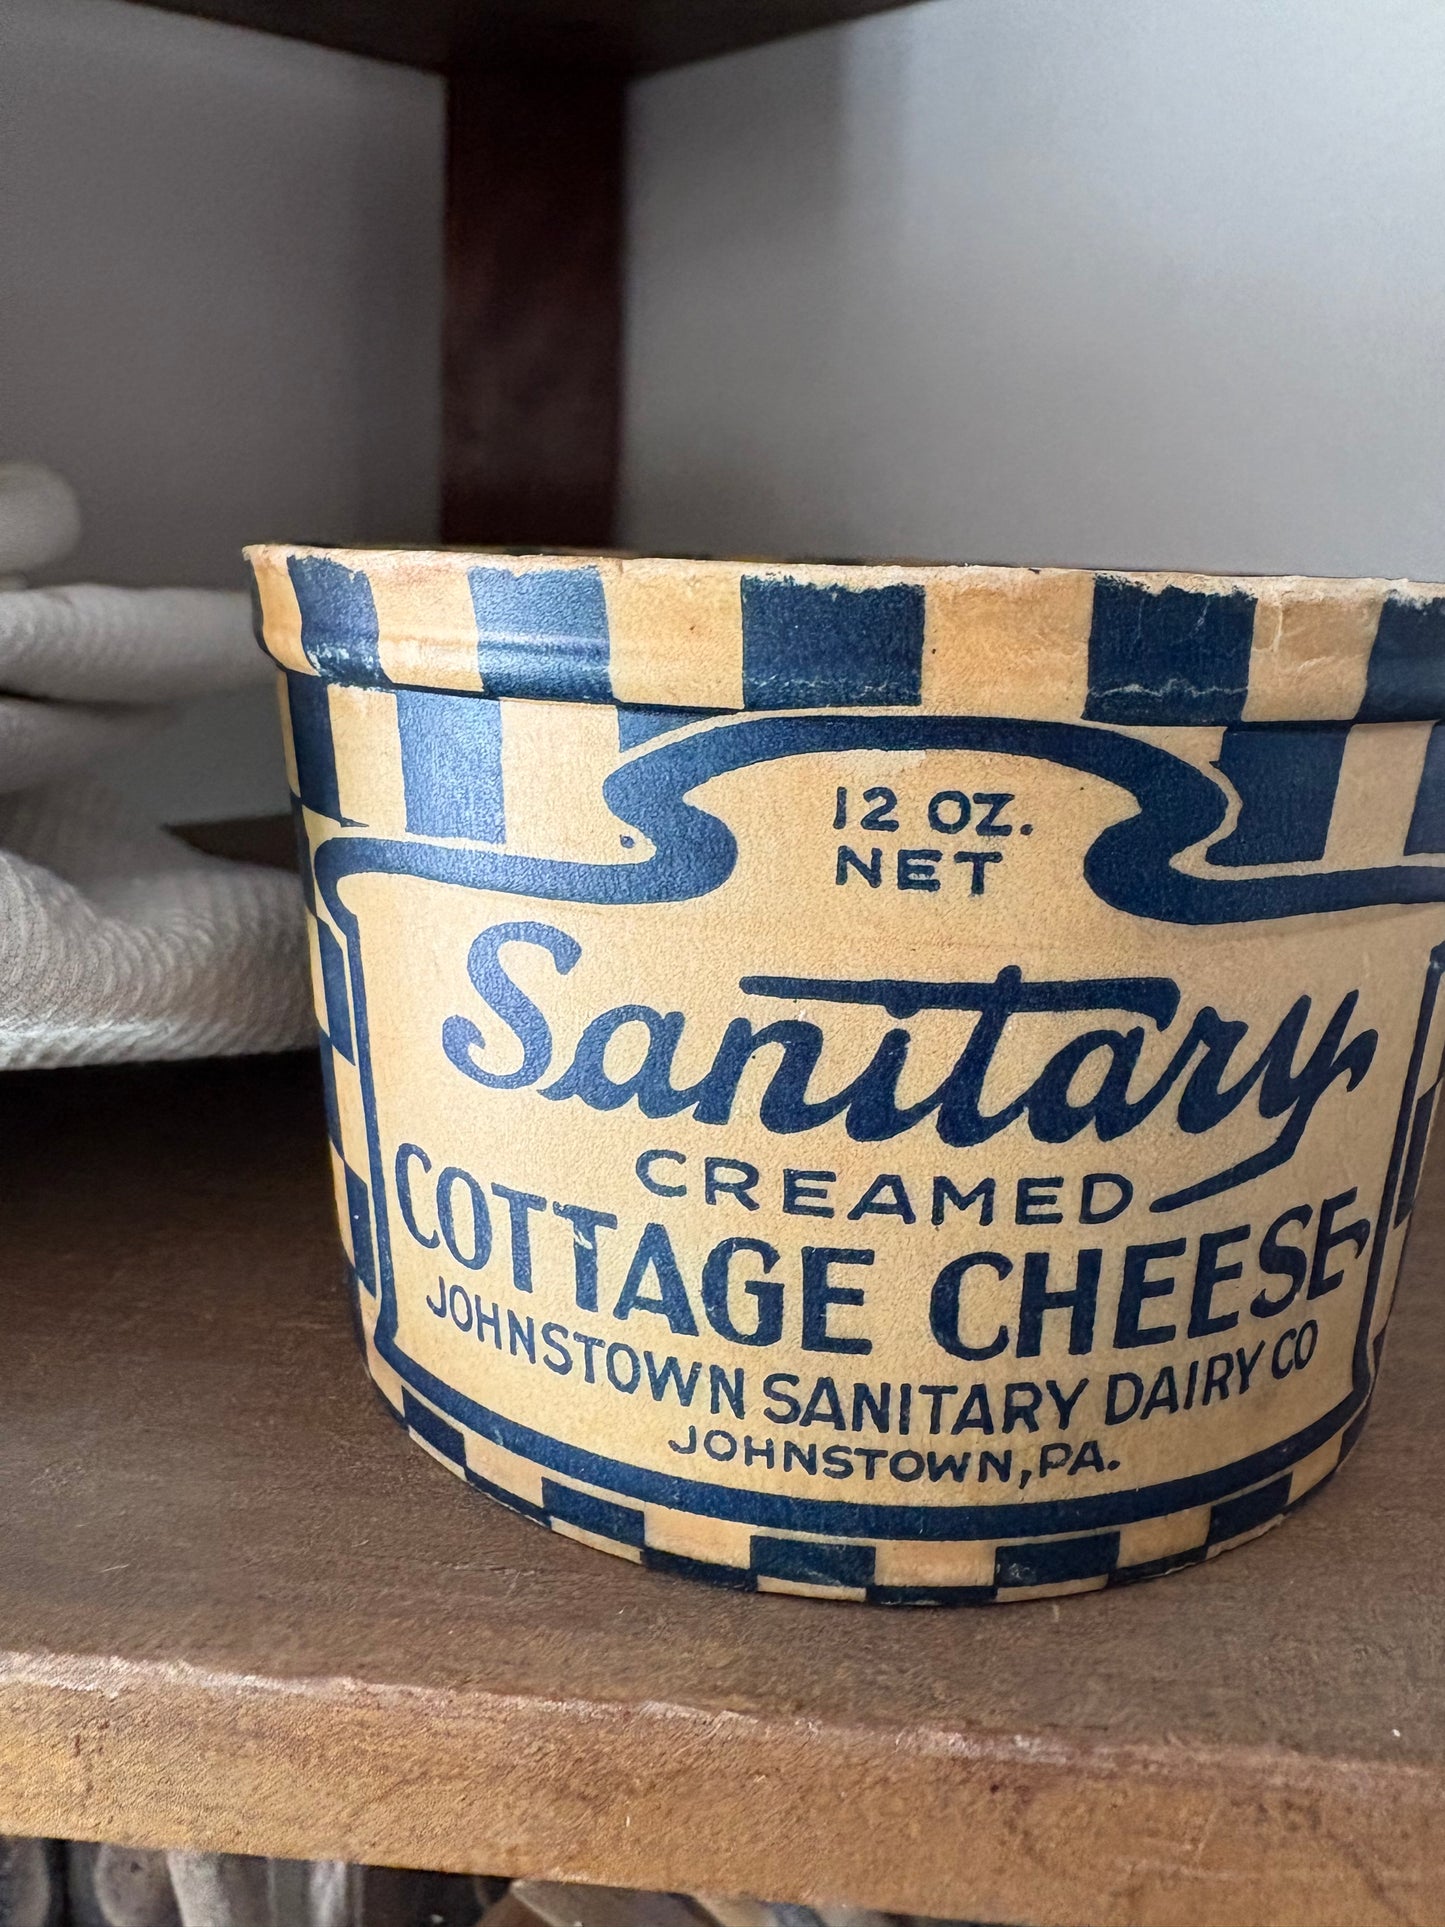 12 OZ.
NET
Sanitary
CREAMED
COTTAGE CHEESE
JOHNSTOWN SANITARY DAIRY CO
JOHNSTOWN, PA.